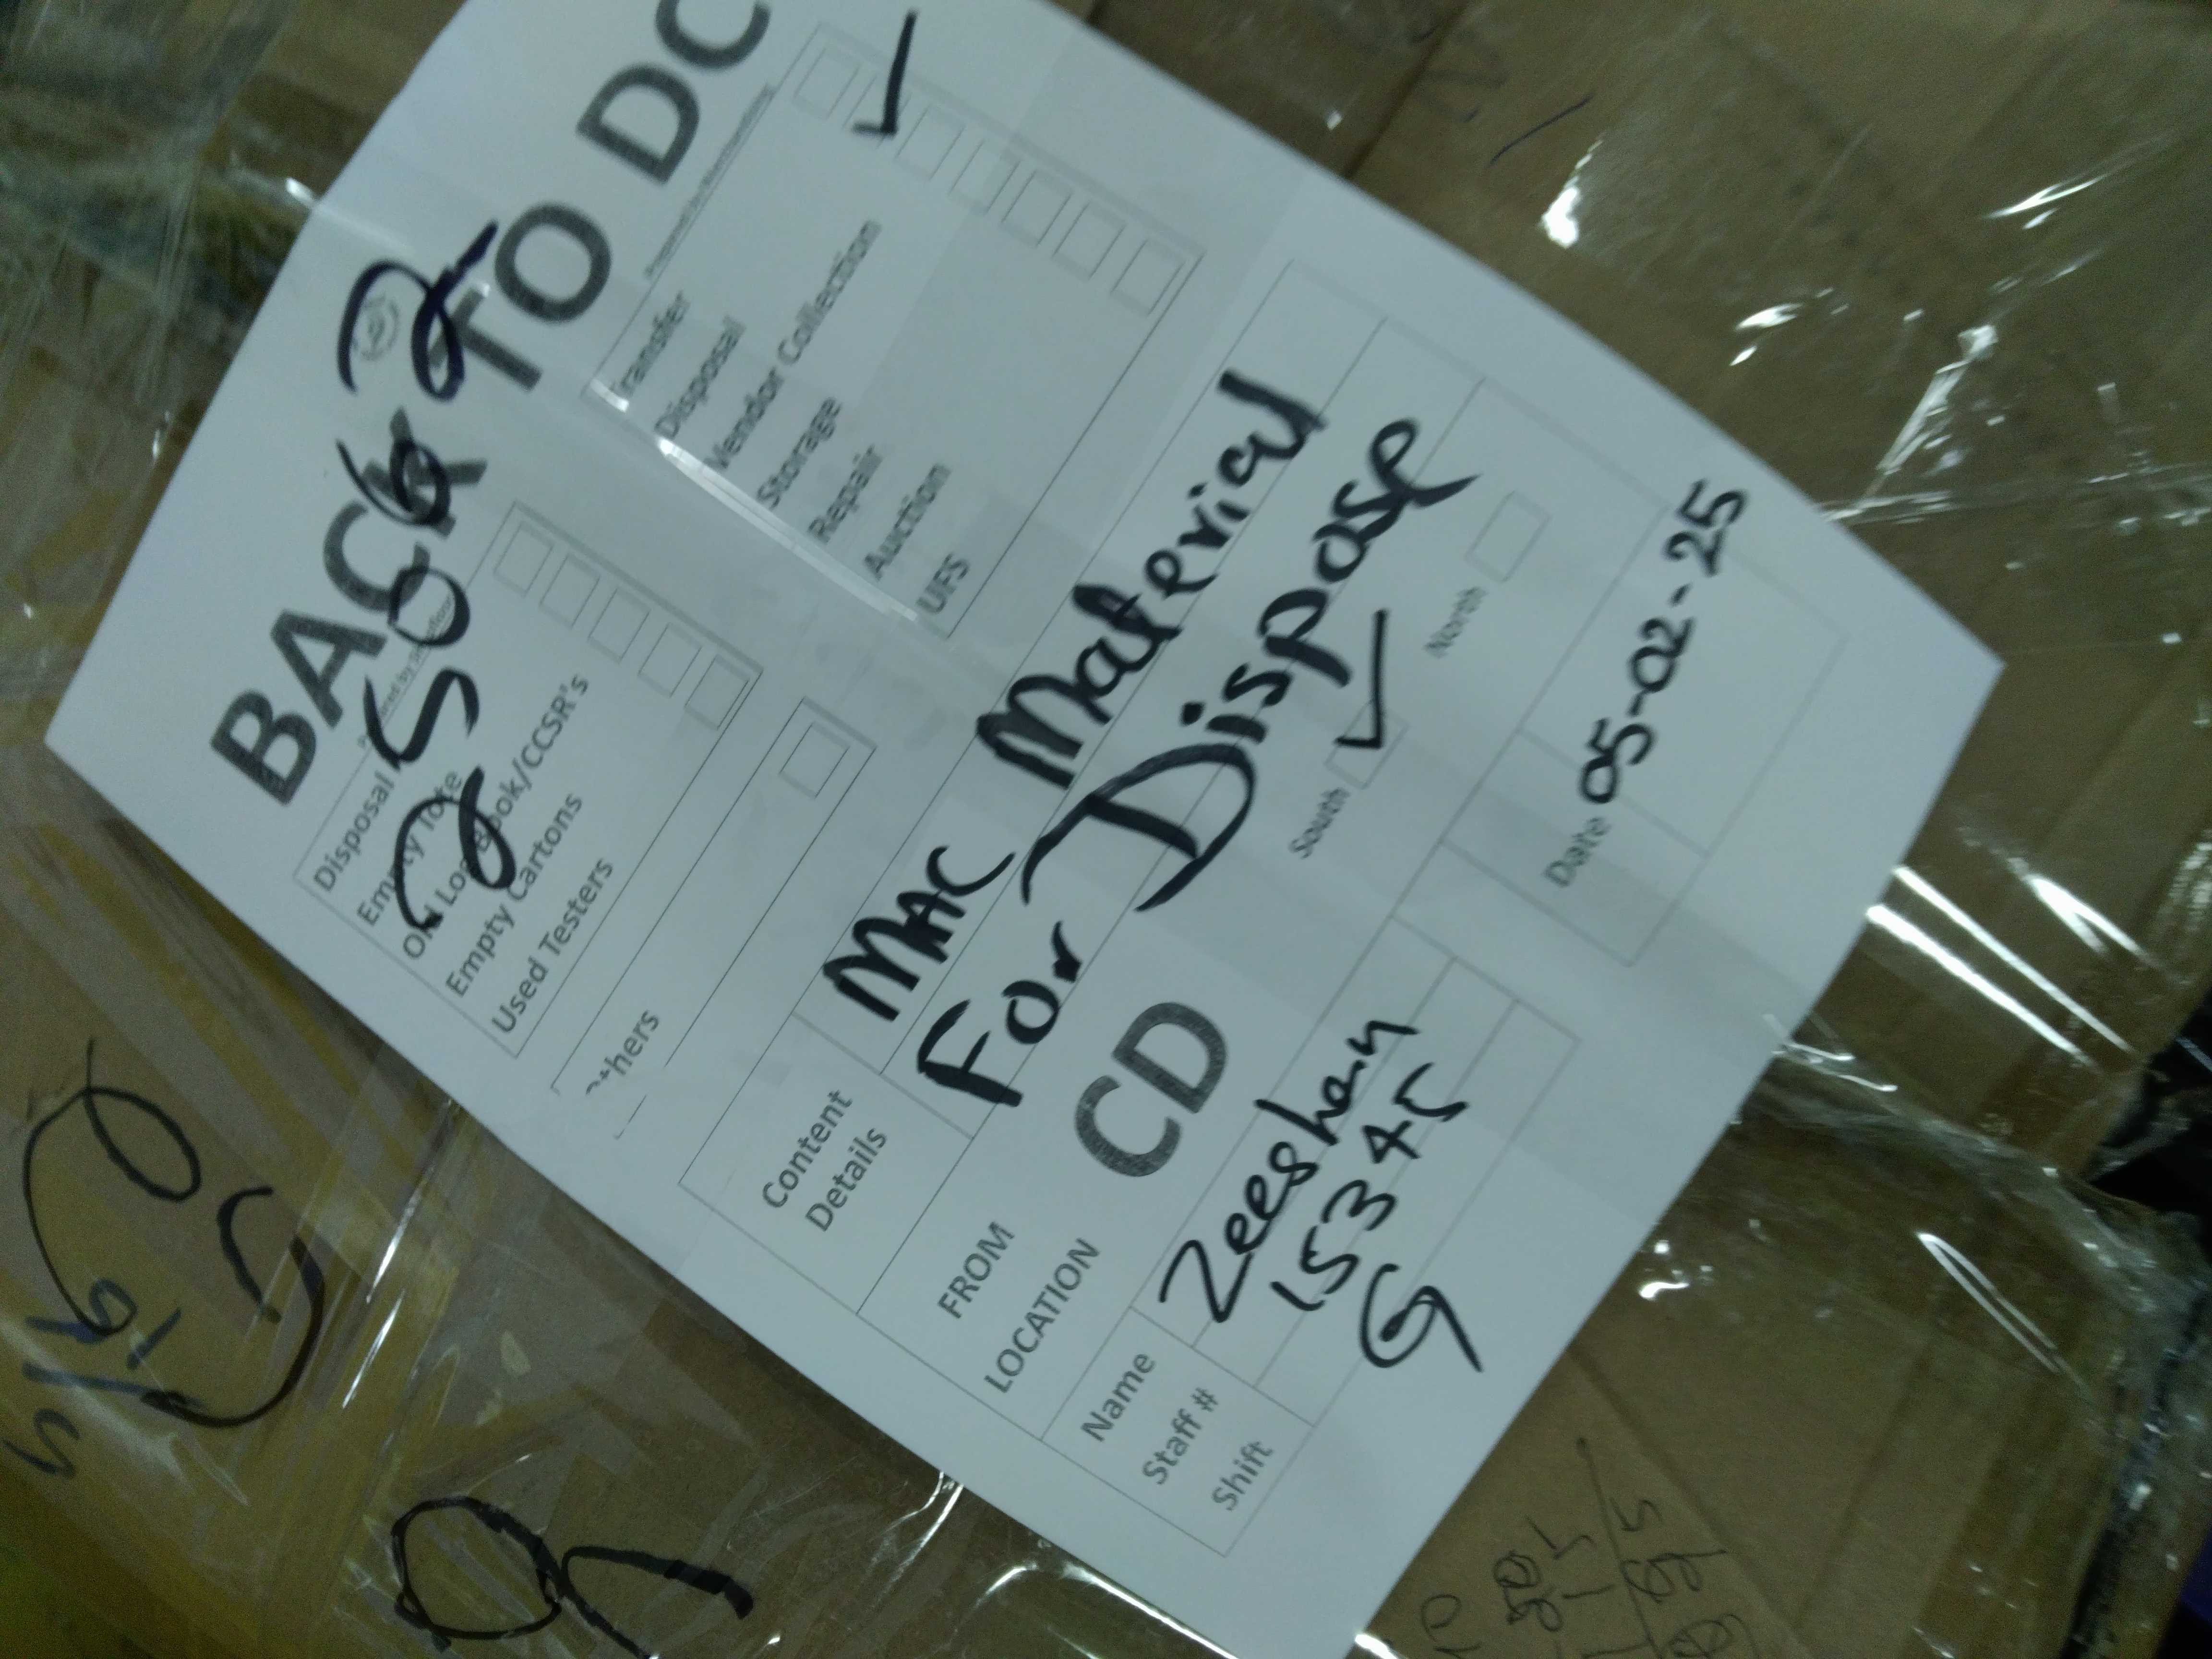 BACK TO DC
Disposal
Empty Tote
Old Log Book/CCSR's
Empty Cartons
Used Testers
Others
Transfer
Disposal
Vendor Collection
Storage
Repair
Auction
UFS
Content Details
MAC Material
For Dispose
FROM LOCATION
CD
South
North
Name Zeeshan
Staff # 15345
Shift G
Date 05-02-25